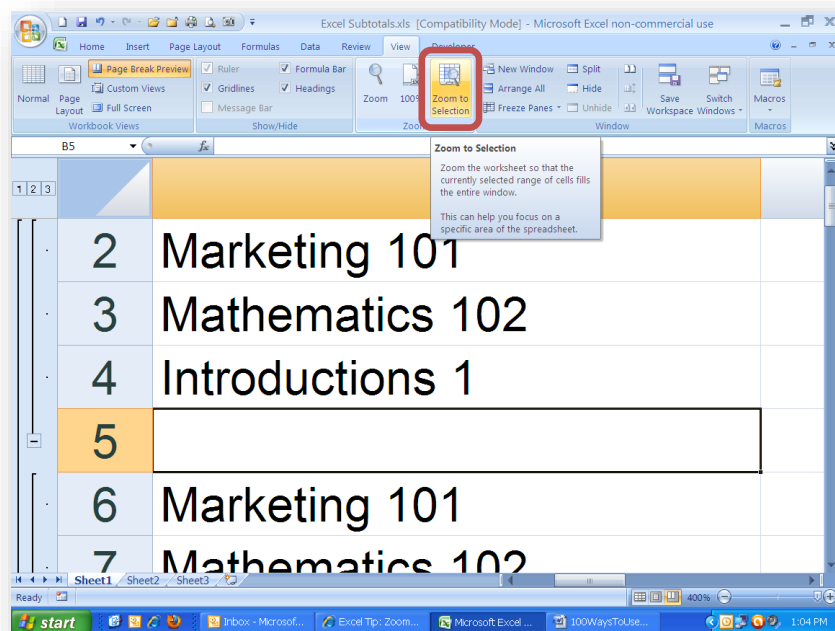 Excel Subtotals.xls [Compatibility Mode] - Microsoft Excel non-commercial use
Home Insert Page Layout Formulas Data Review View Developer
Normal
Page Layout
Page Break Preview
Custom Views
Full Screen
Workbook Views
Ruler
Gridlines
Message Bar
Formula Bar
Headings
Show/Hide
Zoom
100%
Zoom to Selection
Zoom
New Window
Arrange All
Freeze Panes
Split
Hide
Unhide
Save Workspace
Switch Windows
Window
Macros
Macros
B5
fx
Zoom to Selection
Zoom the worksheet so that the
currently selected range of cells fills
the entire window.
This can help you focus on a
specific area of the spreadsheet.
1 2 3
2 Marketing 101
3 Mathematics 102
4 Introductions 1
5
6 Marketing 101
7 Mathematics 102
Sheet1 Sheet2 Sheet3
Ready
400%
start
Inbox - Microsof...
Excel Tip: Zoom...
Microsoft Excel ...
100WaysToUse...
1:04 PM